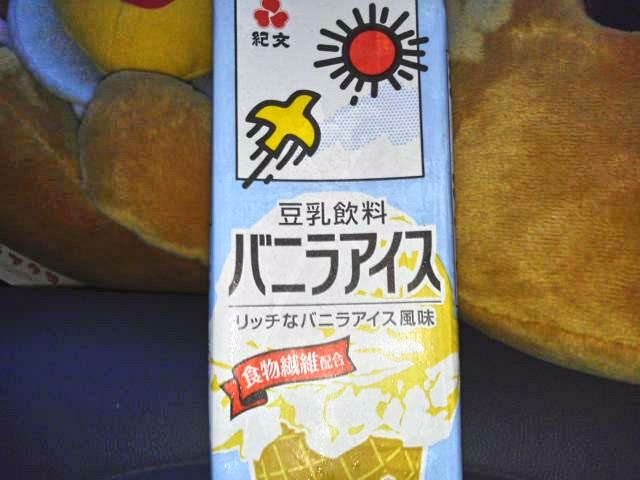 紀文
豆乳飲料
バニラアイス
リッチなバニラアイス風味
食物繊維配合